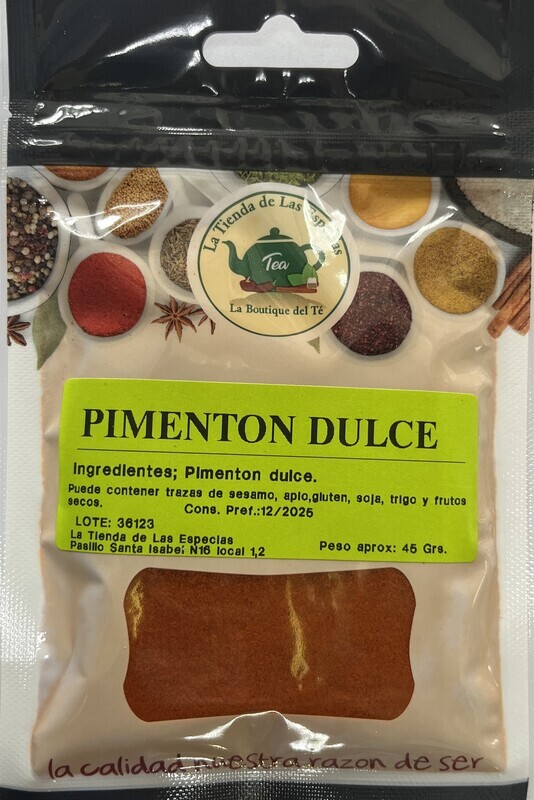 La Tienda de Las Especias
Tea
La Boutique del Té
PIMENTON DULCE
Ingredientes; Pimenton dulce.
Puede contener trazas de sesamo, apio,gluten, soja, trigo y frutos
secos.
Cons. Pref.:12/2025
LOTE: 36123
La Tienda de Las Especias
Pasillo Santa Isabel N16 local 1,2
Peso aprox: 45 Grs.
la calidad nuestra razon de ser